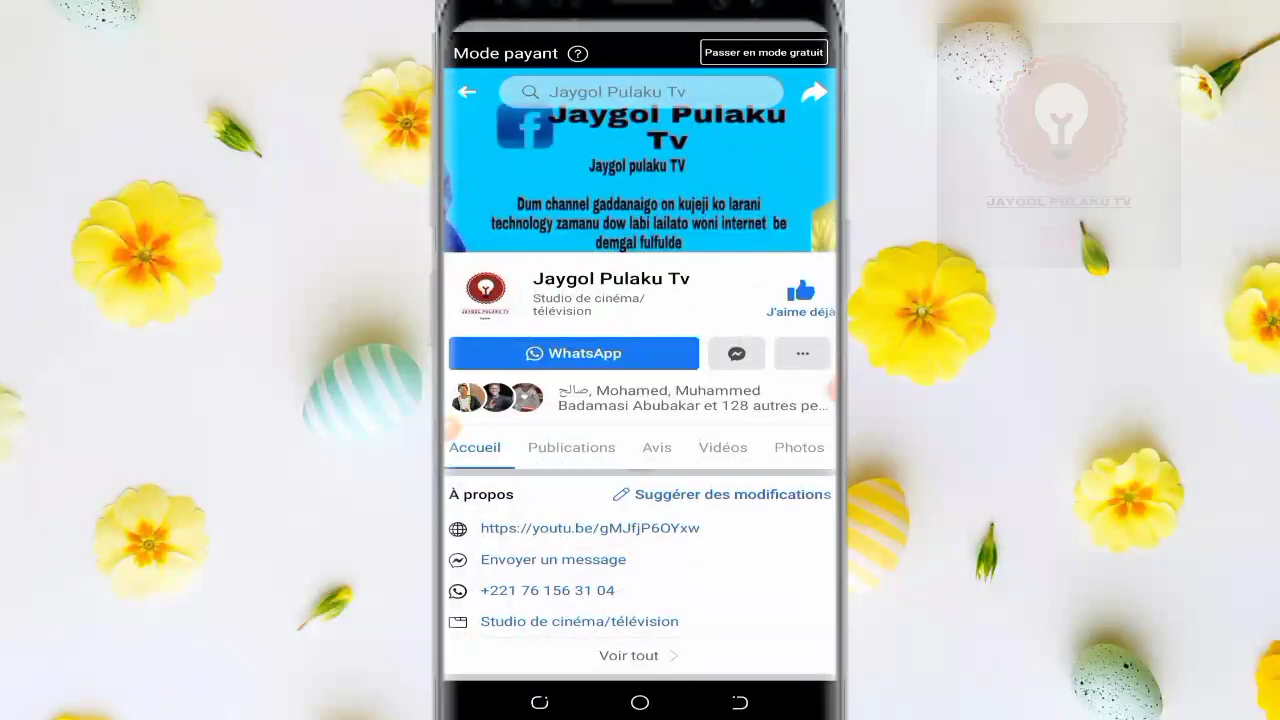 Mode payant ?
Passer en mode gratuit
Jaygol Pulaku Tv
Jaygol Pulaku
Tv
Jaygol pulaku TV
Dum channel gaddanaigo on kujeji ko larani
technology zamanu dow labi lailato woni internet be
demgal fulfulde
JAYGOL PULAKU TV
Jaygol Pulaku Tv
Studio de cinéma/
télévision
J'aime déjà
JAYGOL PULAKU TV
WhatsApp
صالح, Mohamed, Muhammed
Badamasi Abubakar et 128 autres pe...
Accueil Publications Avis Vidéos Photos
À propos
Suggérer des modifications
https://youtu.be/gMJfjP6OYxw
Envoyer un message
+221 76 156 31 04
Studio de cinéma/télévision
Voir tout